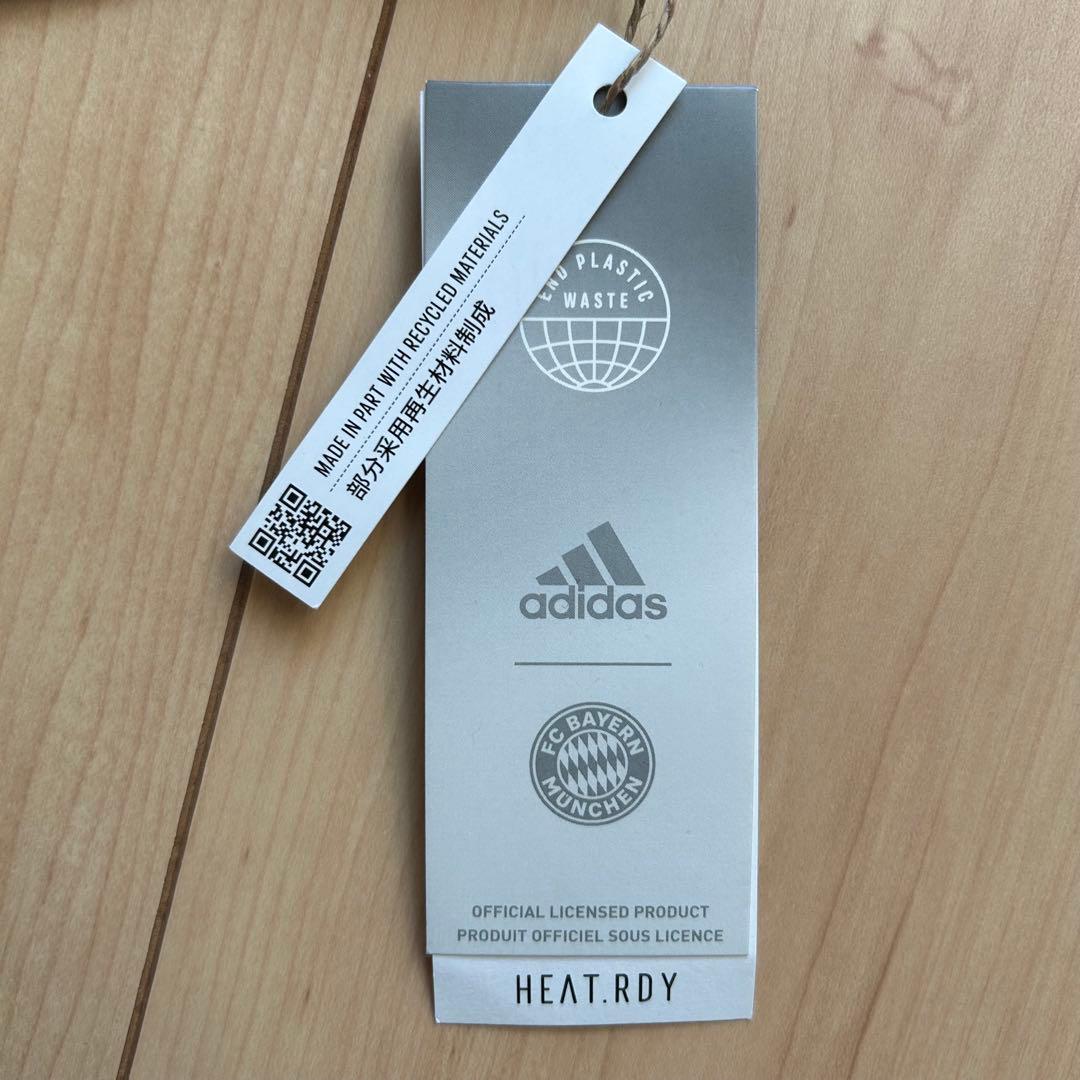 MADE IN PART WITH RECYCLED MATERIALS
部分采用再生材料制成
END PLASTIC
WASTE
adidas
FC BAYERN
MÜNCHEN
OFFICIAL LICENSED PRODUCT
PRODUIT OFFICIEL SOUS LICENCE
HEAT.RDY